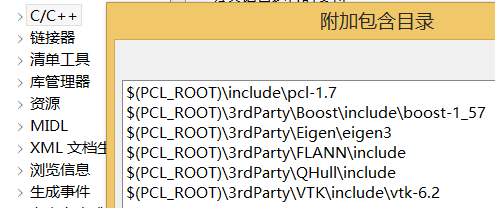 C/C++
链接器
清单工具
库管理器
资源
MIDL
XML 文档生
浏览信息
生成事件
附加包含目录
$(PCL_ROOT)\include\pcl-1.7
$(PCL_ROOT)\3rdParty\Boost\include\boost-1_57
$(PCL_ROOT)\3rdParty\Eigen\eigen3
$(PCL_ROOT)\3rdParty\FLANN\include
$(PCL_ROOT)\3rdParty\QHull\include
$(PCL_ROOT)\3rdParty\VTK\include\vtk-6.2